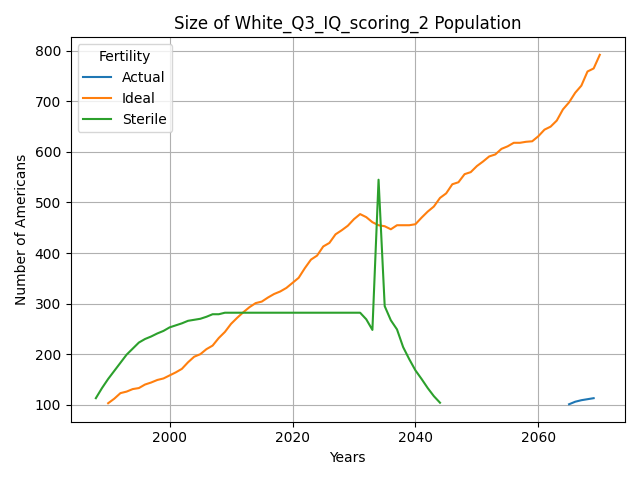 Size of White_Q3_IQ_scoring_2 Population
Fertility
Actual
Ideal
Sterile
Number of Americans
800
700
600
500
400
300
200
100
2000
2020
2040
2060
Years